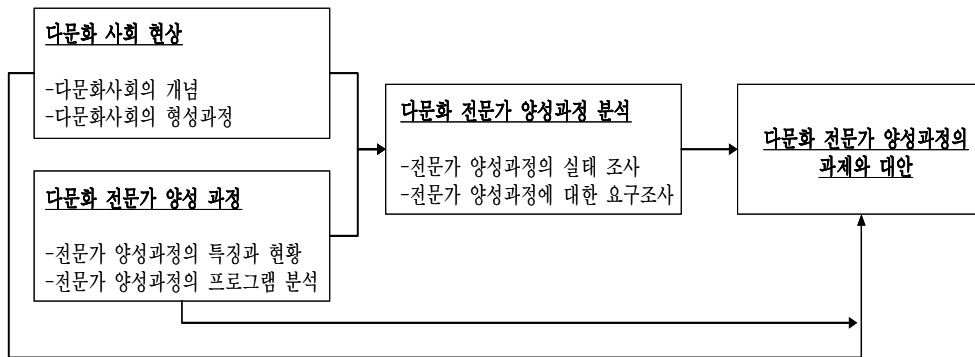 다문화 사회 현상
-다문화사회의 개념
-다문화사회의 형성과정
다문화 전문가 양성 과정
-전문가 양성과정의 특징과 현황
-전문가 양성과정의 프로그램 분석
다문화 전문가 양성과정 분석
-전문가 양성과정의 실태 조사
-전문가 양성과정에 대한 요구조사
다문화 전문가 양성과정의
과제와 대안